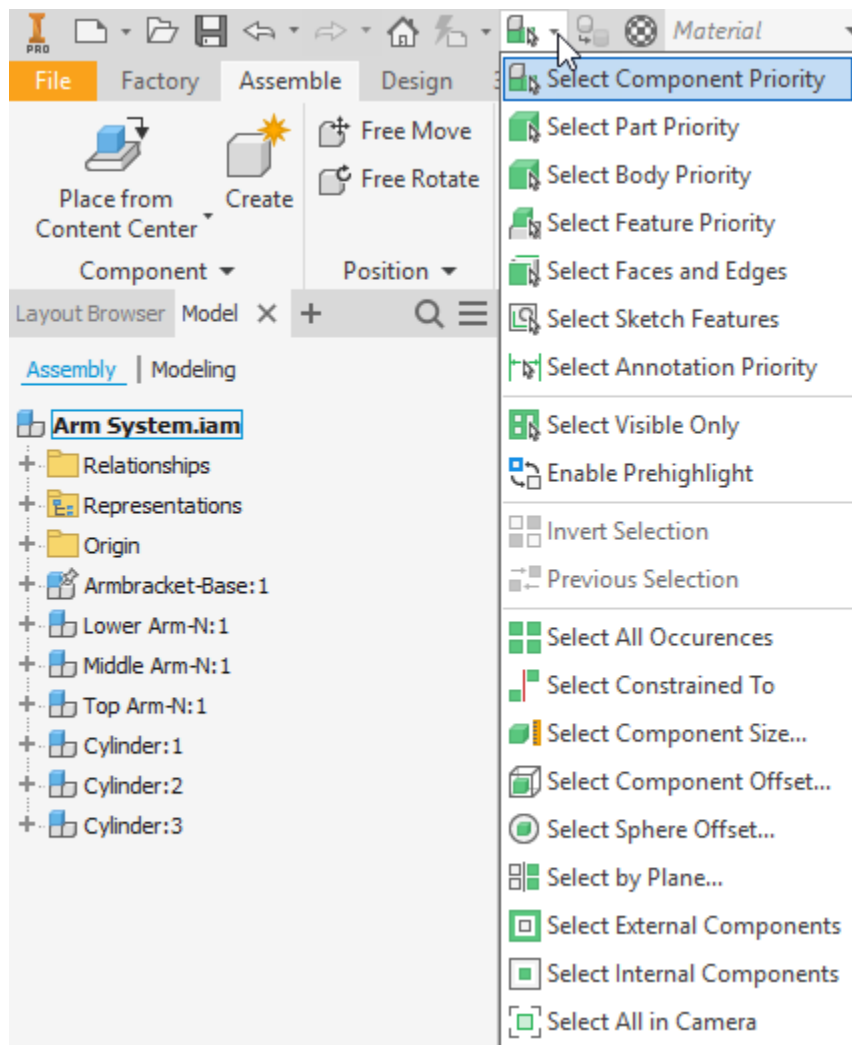 PRO
Material
File Factory Assemble Design
Place from
Content Center
Create
Free Move
Free Rotate
Component
Position
Layout Browser Model
Assembly | Modeling
Arm System.iam
Relationships
Representations
Origin
Armbracket-Base:1
Lower Arm-N:1
Middle Arm-N:1
Top Arm-N:1
Cylinder:1
Cylinder:2
Cylinder:3
Select Component Priority
Select Part Priority
Select Body Priority
Select Feature Priority
Select Faces and Edges
Select Sketch Features
Select Annotation Priority
Select Visible Only
Enable Prehighlight
Invert Selection
Previous Selection
Select All Occurences
Select Constrained To
Select Component Size...
Select Component Offset...
Select Sphere Offset...
Select by Plane...
Select External Components
Select Internal Components
Select All in Camera